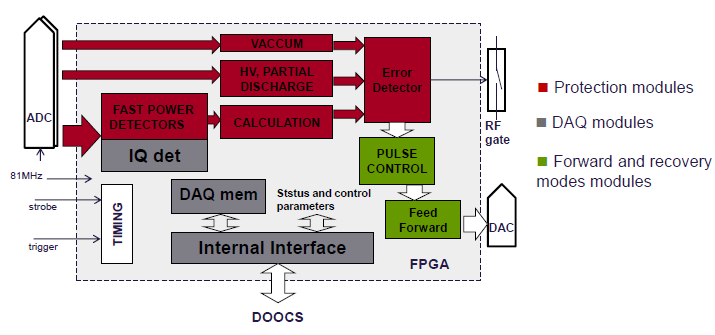 VACCUM
HV, PARTIAL
DISCHARGE
Error
Detector
ADC
FAST POWER
DETECTORS
CALCULATION
IQ det
RF
gate
Protection modules
DAQ modules
Forward and recovery
modes modules
PULSE
CONTROL
81MHz
strobe
trigger
TIMING
DAQ mem
Ststus and control
parameters
Feed
Forward
DAC
Internal Interface
FPGA
DOOCS